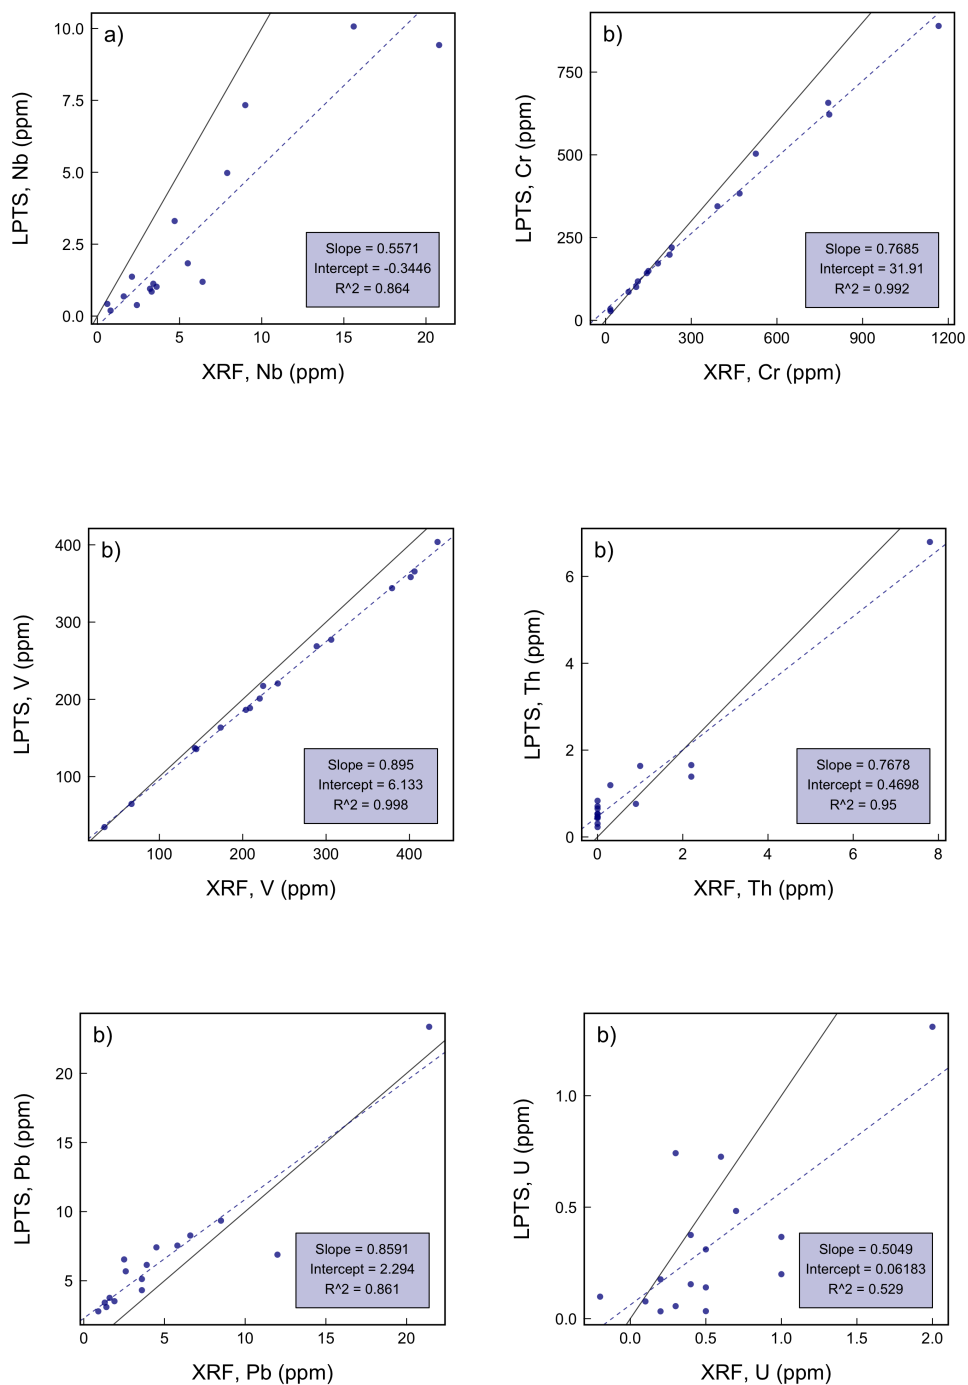 a)
LPTS, Nb (ppm)
10.0
7.5
5.0
2.5
0.0
Slope = 0.5571
Intercept = -0.3446
R^2 = 0.864
0 5 10 15 20
XRF, Nb (ppm)
b)
LPTS, Cr (ppm)
750
500
250
0
Slope = 0.7685
Intercept = 31.91
R^2 = 0.992
0 300 600 900 1200
XRF, Cr (ppm)
b)
LPTS, V (ppm)
400
300
200
100
Slope = 0.895
Intercept = 6.133
R^2 = 0.998
100 200 300 400
XRF, V (ppm)
b)
LPTS, Th (ppm)
6
4
2
0
Slope = 0.7678
Intercept = 0.4698
R^2 = 0.95
0 2 4 6 8
XRF, Th (ppm)
b)
LPTS, Pb (ppm)
20
15
10
5
Slope = 0.8591
Intercept = 2.294
R^2 = 0.861
0 5 10 15 20
XRF, Pb (ppm)
b)
LPTS, U (ppm)
1.0
0.5
0.0
Slope = 0.5049
Intercept = 0.06183
R^2 = 0.529
0.0 0.5 1.0 1.5 2.0
XRF, U (ppm)